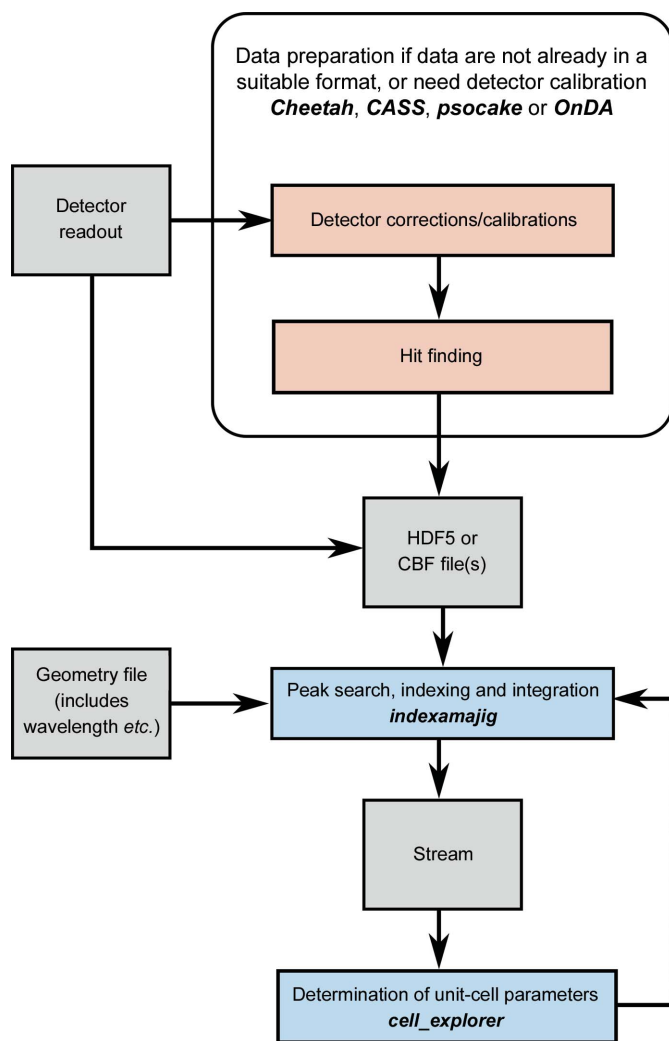 Data preparation if data are not already in a
suitable format, or need detector calibration
Cheetah, CASS, psocake or OnDA
Detector
readout
Detector corrections/calibrations
Hit finding
HDF5 or
CBF file(s)
Geometry file
(includes
wavelength etc.)
Peak search, indexing and integration
indexamajig
Stream
Determination of unit-cell parameters
cell_explorer